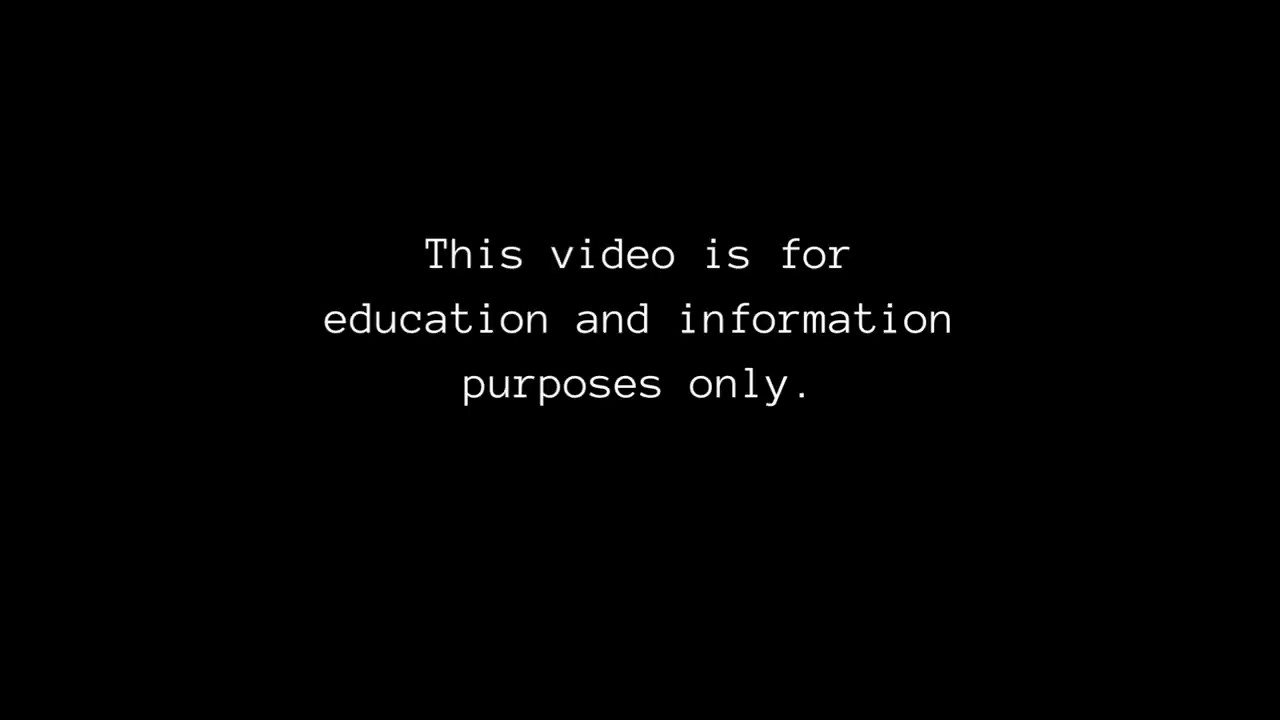 This video is for
education and information
purposes only.